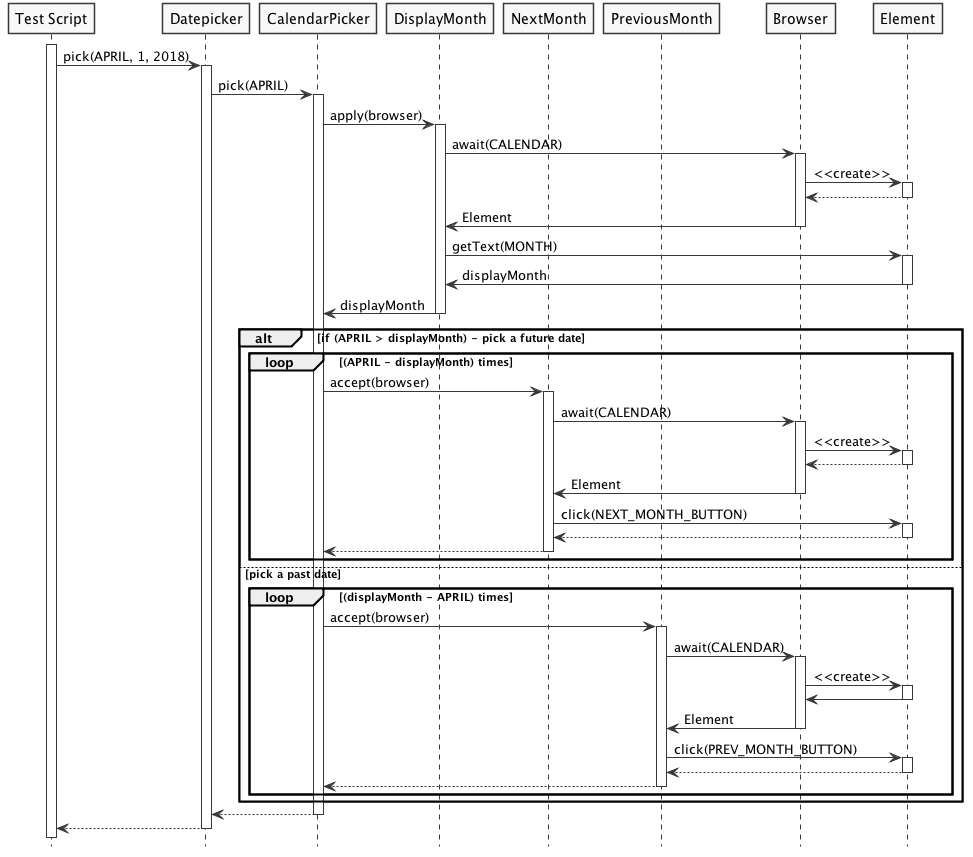 Test Script Datepicker CalendarPicker DisplayMonth NextMonth PreviousMonth Browser Element
pick(APRIL, 1, 2018)
pick(APRIL)
apply(browser)
await(CALENDAR)
<<create>>
Element
getText(MONTH)
displayMonth
displayMonth
alt [if (APRIL > displayMonth) – pick a future date]
loop [(APRIL – displayMonth) times]
accept(browser)
await(CALENDAR)
<<create>>
Element
click(NEXT_MONTH_BUTTON)
[pick a past date]
loop [(displayMonth – APRIL) times]
accept(browser)
await(CALENDAR)
<<create>>
Element
click(PREV_MONTH_BUTTON)